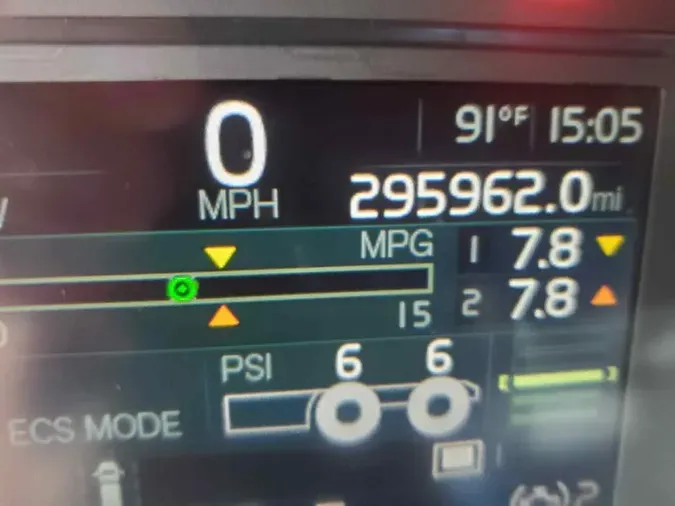 0
MPH
91°F 15:05
295962.0mi
MPG
1 7.8
2 7.8
15
PSI 6 6
ECS MODE
2